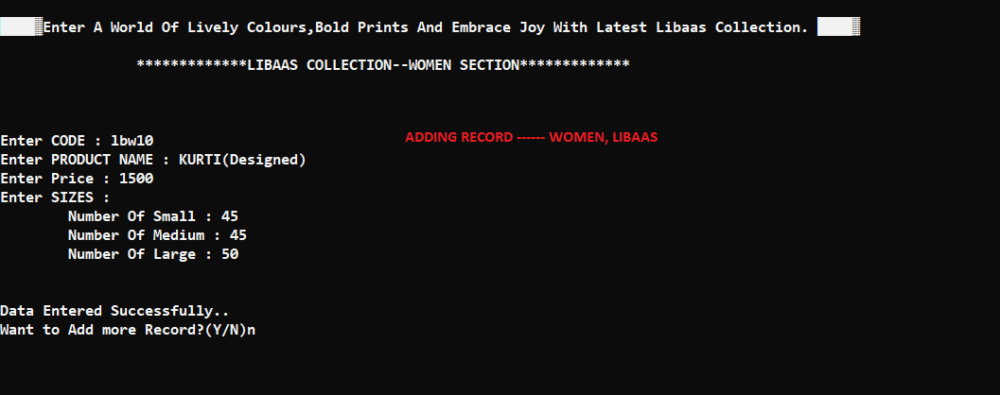 Enter A World Of Lively Colours,Bold Prints And Embrace Joy With Latest Libaas Collection.
*************LIBAAS COLLECTION--WOMEN SECTION*************
Enter CODE : lbw10
ADDING RECORD ------ WOMEN, LIBAAS
Enter PRODUCT NAME : KURTI(Designed)
Enter Price : 1500
Enter SIZES :
Number Of Small : 45
Number Of Medium : 45
Number Of Large : 50
Data Entered Successfully..
Want to Add more Record?(Y/N)n